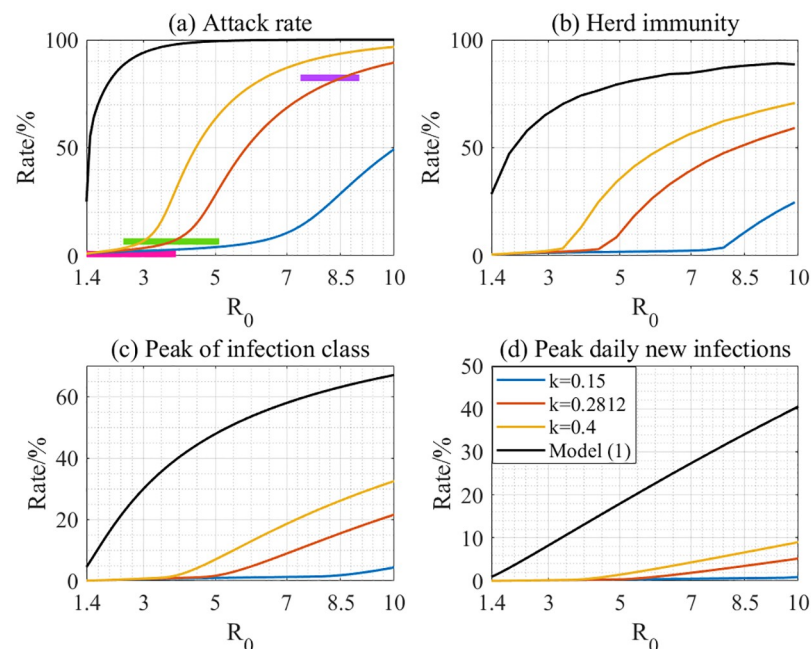 (a) Attack rate
100
50
0
Rate/%
1.4 3 5 7 8.5 10
R0
(b) Herd immunity
100
50
0
Rate/%
1.4 3 5 7 8.5 10
R0
(c) Peak of infection class
60
40
20
0
Rate/%
1.4 3 5 7 8.5 10
R0
(d) Peak daily new infections
50
40
30
20
10
0
Rate/%
k=0.15
k=0.2812
k=0.4
Model (1)
1.4 3 5 7 8.5 10
R0